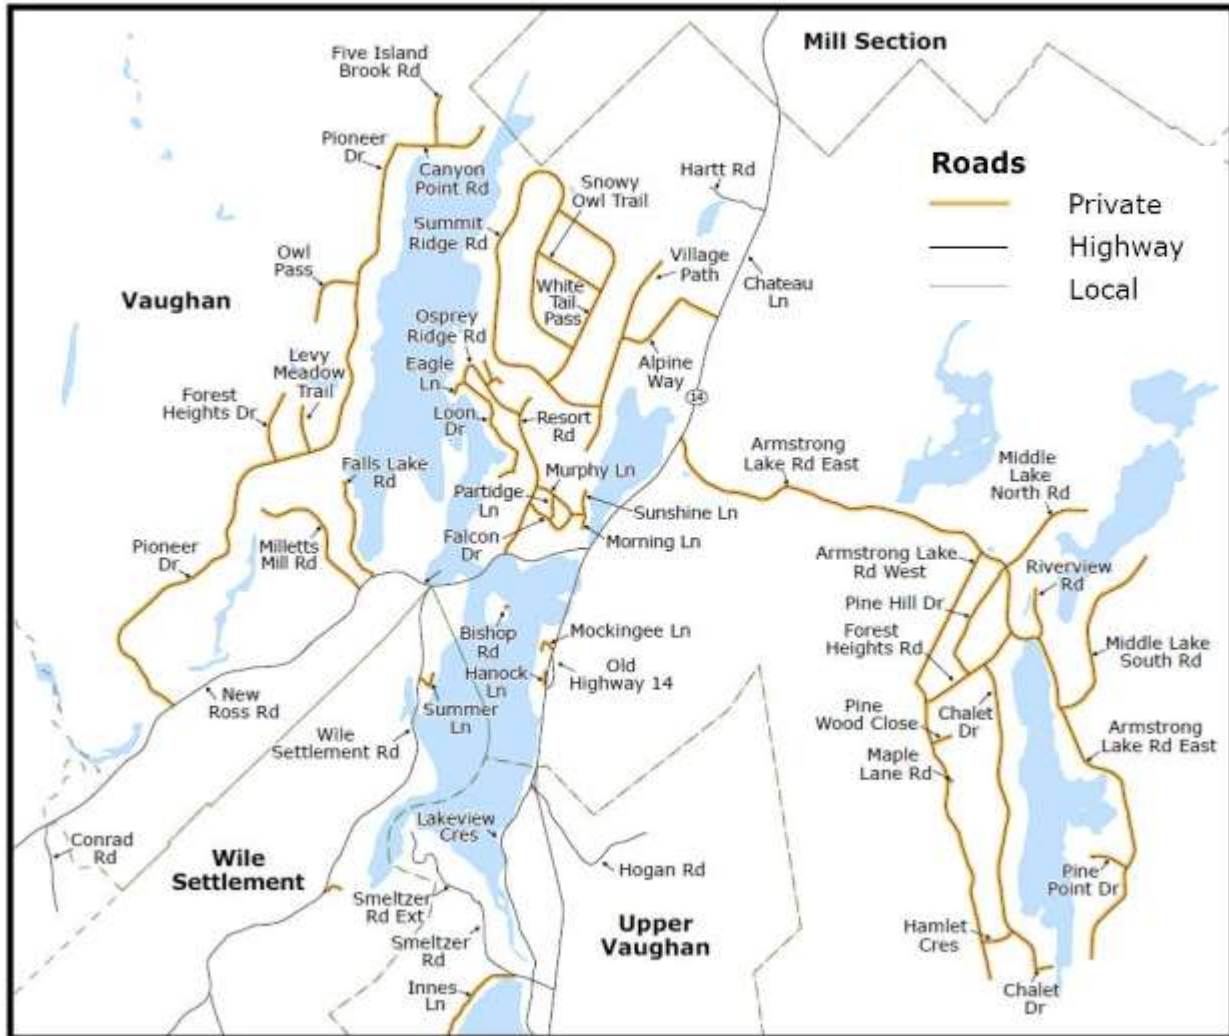 Mill Section
Five Island
Brook Rd
Pioneer
Dr
Canyon
Point Rd
Snowy
Owl Trail
Hartt Rd
Roads
Private
Highway
Local
Summit
Ridge Rd
Village
Path
Chateau
Ln
Owl
Pass
Vaughan
White
Tail
Pass
Osprey
Ridge Rd
Levy
Meadow
Trail
Eagle
Ln
Alpine
Way
Forest
Heights Dr
Loon
Dr
Resort
Rd
14
Falls Lake
Rd
Murphy Ln
Armstrong
Lake Rd East
Middle
Lake
North Rd
Partidge
Ln
Sunshine Ln
Pioneer
Dr
Milletts
Mill Rd
Falcon
Dr
Morning Ln
Armstrong Lake
Rd West
Riverview
Rd
Pine Hill Dr
Bishop
Rd
Mockingee Ln
Forest
Heights Rd
Middle Lake
South Rd
Hanock
Ln
Old
Highway 14
New
Ross Rd
Summer
Ln
Pine
Wood Close
Chalet
Dr
Armstrong
Lake Rd East
Wile
Settlement Rd
Maple
Lane Rd
Lakeview
Cres
Conrad
Rd
Wile
Settlement
Hogan Rd
Pine
Point Dr
Smeltzer
Rd Ext
Upper
Vaughan
Hamlet
Cres
Smeltzer
Rd
Innes
Ln
Chalet
Dr